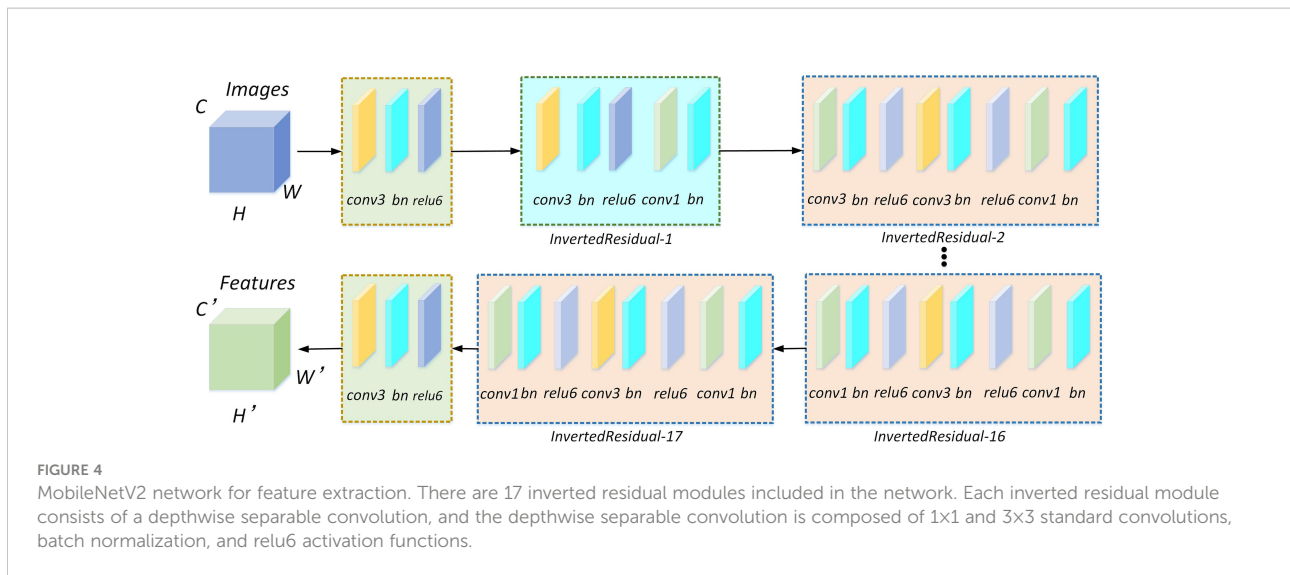 Images
C
W
H
conv3 bn relu6
conv3 bn relu6 conv1 bn
InvertedResidual-1
conv3 bn relu6 conv3 bn relu6 conv1 bn
InvertedResidual-2
Features
C’
W’
H’
conv3 bn relu6
conv1 bn relu6 conv3 bn relu6 conv1 bn
InvertedResidual-17
conv1 bn relu6 conv3 bn relu6 conv1 bn
InvertedResidual-16
FIGURE 4
MobileNetV2 network for feature extraction. There are 17 inverted residual modules included in the network. Each inverted residual module
consists of a depthwise separable convolution, and the depthwise separable convolution is composed of 1×1 and 3×3 standard convolutions,
batch normalization, and relu6 activation functions.